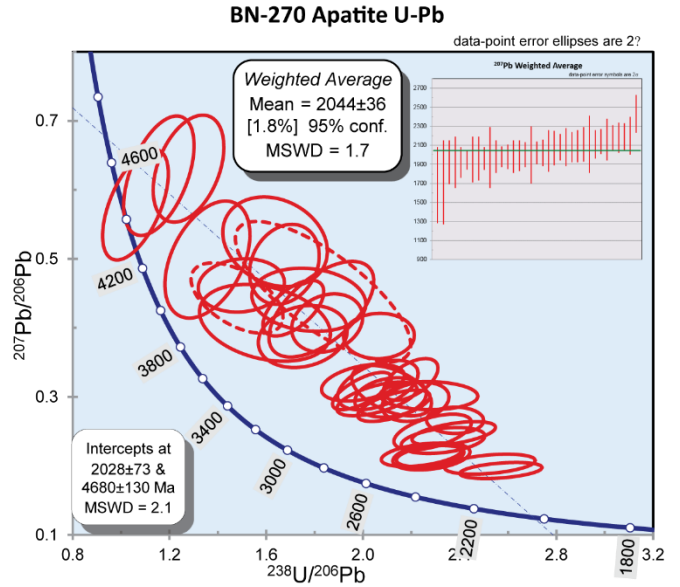 BN-270 Apatite U-Pb
data-point error ellipses are 2?
Weighted Average
Mean = 2044±36
[1.8%] 95% conf.
MSWD = 1.7
²⁰⁷Pb Weighted Average
data-point error symbols are 2σ
2700
2500
2300
2100
1900
1700
1500
1300
1100
900
0.7
0.5
0.3
0.1
²⁰⁷Pb/²⁰⁶Pb
4600
4200
3800
3400
3000
2600
2200
1800
Intercepts at
2028±73 &
4680±130 Ma
MSWD = 2.1
0.8
1.2
1.6
2.0
2.4
2.8
3.2
²³⁸U/²⁰⁶Pb